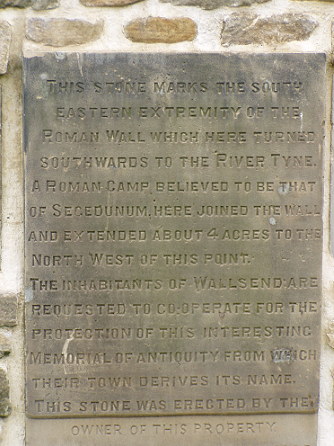 THIS STONE MARKS THE SOUTH
EASTERN EXTREMITY OF THE
ROMAN WALL WHICH HERE TURNED
SOUTHWARDS TO THE RIVER TYNE.
A ROMAN CAMP, BELIEVED TO BE THAT
OF SEGEDUNUM, HERE JOINED THE WALL
AND EXTENDED ABOUT 4 ACRES TO THE
NORTH WEST OF THIS POINT.
THE INHABITANTS OF WALLSEND ARE
REQUESTED TO CO-OPERATE FOR THE
PROTECTION OF THIS INTERESTING
MEMORIAL OF ANTIQUITY FROM WHICH
THEIR TOWN DERIVES ITS NAME.
THIS STONE WAS ERECTED BY THE
OWNER OF THIS PROPERTY